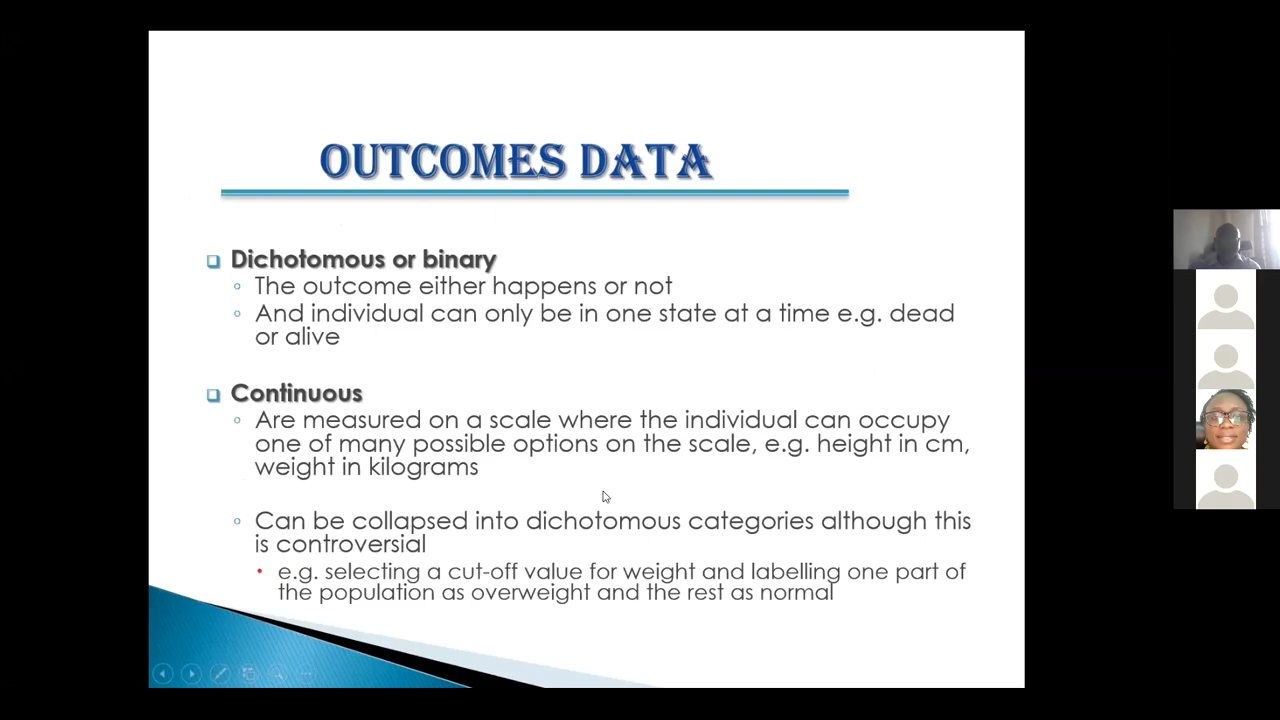 OUTCOMES DATA
Dichotomous or binary
The outcome either happens or not
And individual can only be in one state at a time e.g. dead
or alive
Continuous
Are measured on a scale where the individual can occupy
one of many possible options on the scale, e.g. height in cm,
weight in kilograms
Can be collapsed into dichotomous categories although this
is controversial
e.g. selecting a cut-off value for weight and labelling one part of
the population as overweight and the rest as normal